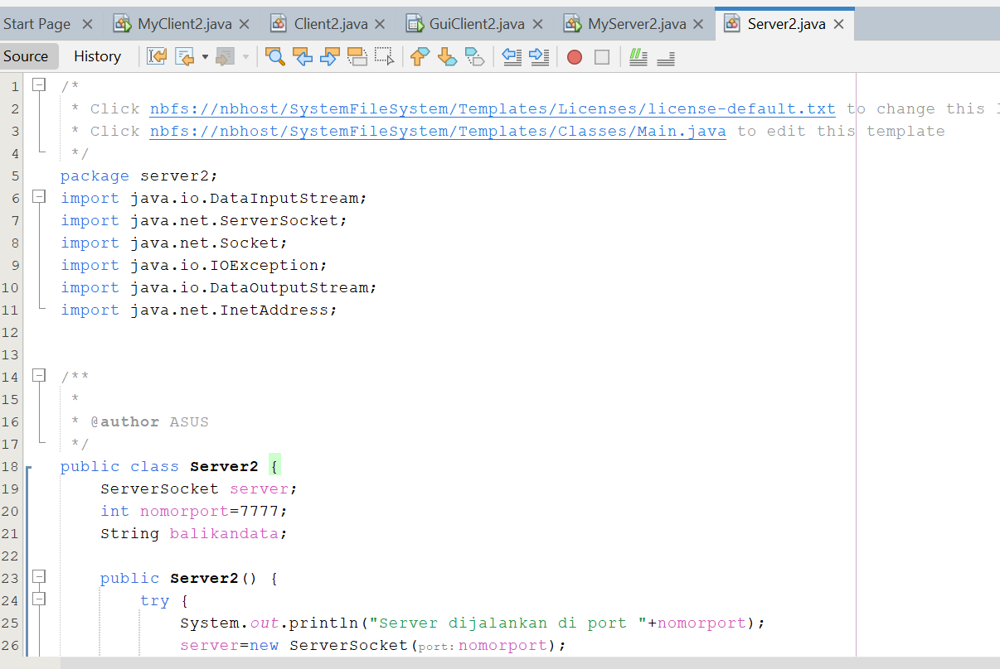 Start Page MyClient2.java Client2.java GuiClient2.java MyServer2.java Server2.java
Source History
1 /*
2 * Click nbfs://nbhost/SystemFileSystem/Templates/Licenses/license-default.txt to change this
3 * Click nbfs://nbhost/SystemFileSystem/Templates/Classes/Main.java to edit this template
4 */
5 package server2;
6 import java.io.DataInputStream;
7 import java.net.ServerSocket;
8 import java.net.Socket;
9 import java.io.IOException;
10 import java.io.DataOutputStream;
11 import java.net.InetAddress;
12
13
14 /**
15 *
16 * @author ASUS
17 */
18 public class Server2 {
19 ServerSocket server;
20 int nomorport=7777;
21 String balikandata;
22
23 public Server2() {
24 try {
25 System.out.println("Server dijalankan di port "+nomorport);
26 server=new ServerSocket(port: nomorport);